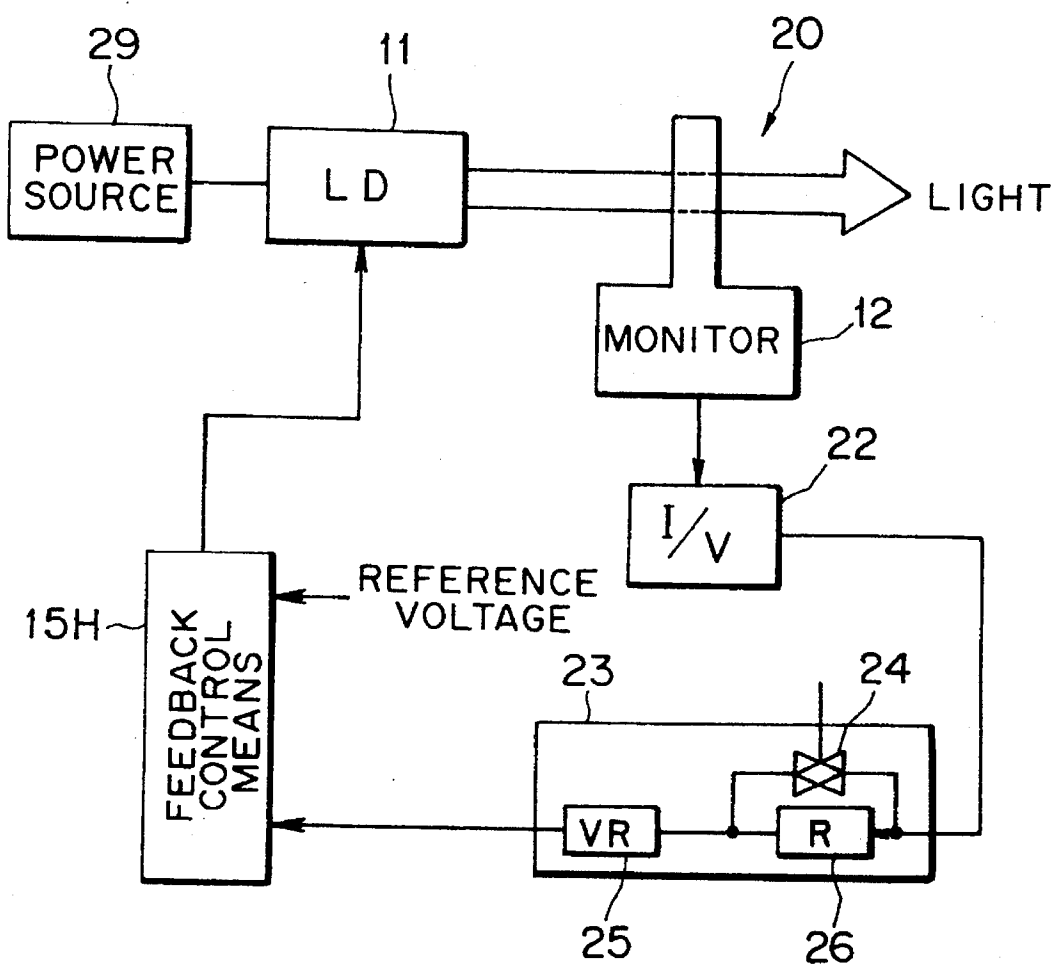 29
11
20
POWER
SOURCE
LD
LIGHT
MONITOR
12
22
I/V
REFERENCE
VOLTAGE
15H
FEEDBACK
CONTROL
MEANS
23
24
VR
R
25
26